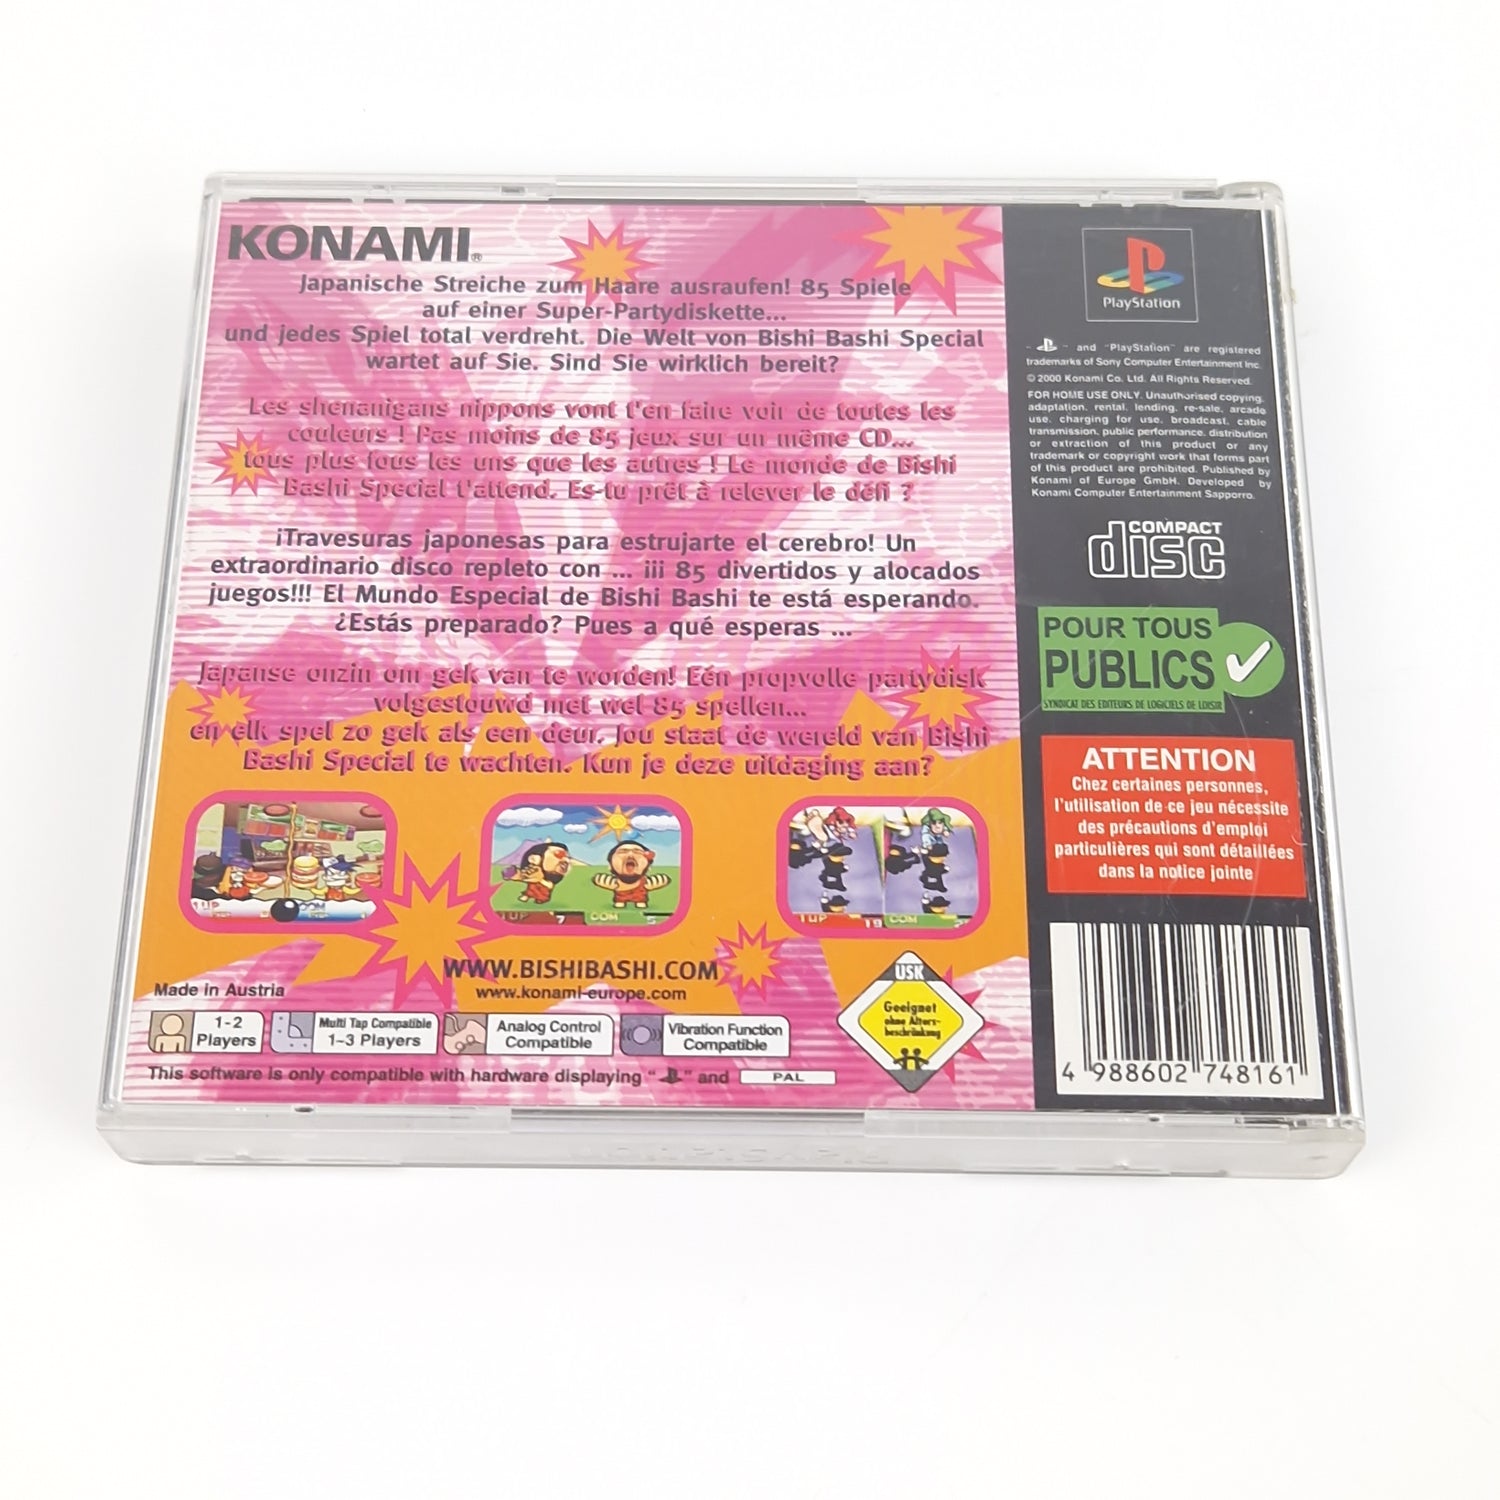 KONAMI®
Japanische Streiche zum Haare ausraufen! 85 Spiele
auf einer Super-Partydiskette...
und jedes Spiel total verdreht. Die Welt von Bishi Bashi Special
wartet auf Sie. Sind Sie wirklich bereit?
Les shenanigans nippons vont t'en faire voir de toutes les
couleurs ! Pas moins de 85 jeux sur un même CD...
tous plus fous les uns que les autres ! Le monde de Bishi
Bashi Special t'attend. Es-tu prêt à relever le défi ?
¡Travesuras japonesas para estrujarte el cerebro! Un
extraordinario disco repleto con ... ¡¡¡ 85 divertidos y alocados
juegos!!! El Mundo Especial de Bishi Bashi te está esperando.
¿Estás preparado? Pues a qué esperas ...
Japanse onzin om gek van te worden! Eén propvolle partydisk
volgestouwd met wel 85 spellen...
en elk spel zo gek als een deur. Jou staat de wereld van Bishi
Bashi Special te wachten. Kun je deze uitdaging aan?
1UP COM
1UP 7 COM 5
1UP 19 COM
WWW.BISHIBASHI.COM
www.konami-europe.com
Made in Austria
1-2
Players
Multi Tap Compatible
1-3 Players
Analog Control
Compatible
Vibration Function
Compatible
This software is only compatible with hardware displaying " " and PAL
USK
Geeignet
ohne Alters-
beschränkung
PlayStation
" " and "PlayStation" are registered
trademarks of Sony Computer Entertainment Inc.
© 2000 Konami Co. Ltd. All Rights Reserved.
FOR HOME USE ONLY. Unauthorised copying,
adaptation, rental, lending, re-sale, arcade
use, charging for use, broadcast, cable
transmission, public performance, distribution
or extraction of this product or any
trademark or copyright work that forms part
of this product are prohibited. Published by
Konami of Europe GmbH. Developed by
Konami Computer Entertainment Sapporo.
COMPACT
disc
POUR TOUS
PUBLICS
SYNDICAT DES EDITEURS DE LOGICIELS DE LOISIR
ATTENTION
Chez certaines personnes,
l'utilisation de ce jeu nécessite
des précautions d'emploi
particulières qui sont détaillées
dans la notice jointe
4 988602 748161